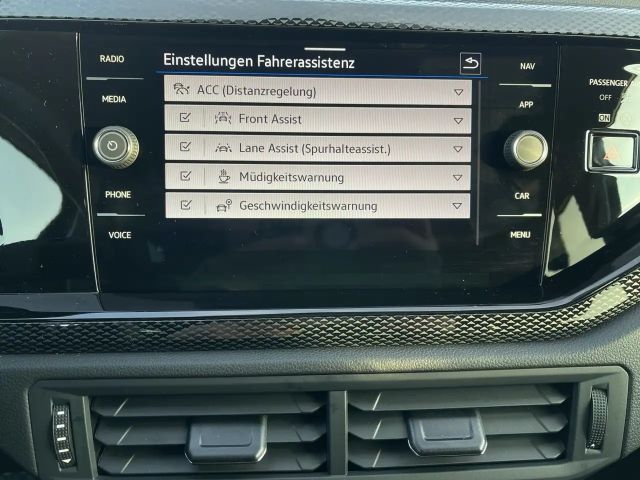 RADIO
MEDIA
PHONE
VOICE
Einstellungen Fahrerassistenz
ACC (Distanzregelung)
Front Assist
Lane Assist (Spurhalteassist.)
Müdigkeitswarnung
Geschwindigkeitswarnung
NAV
APP
CAR
MENU
PASSENGER
OFF
ON